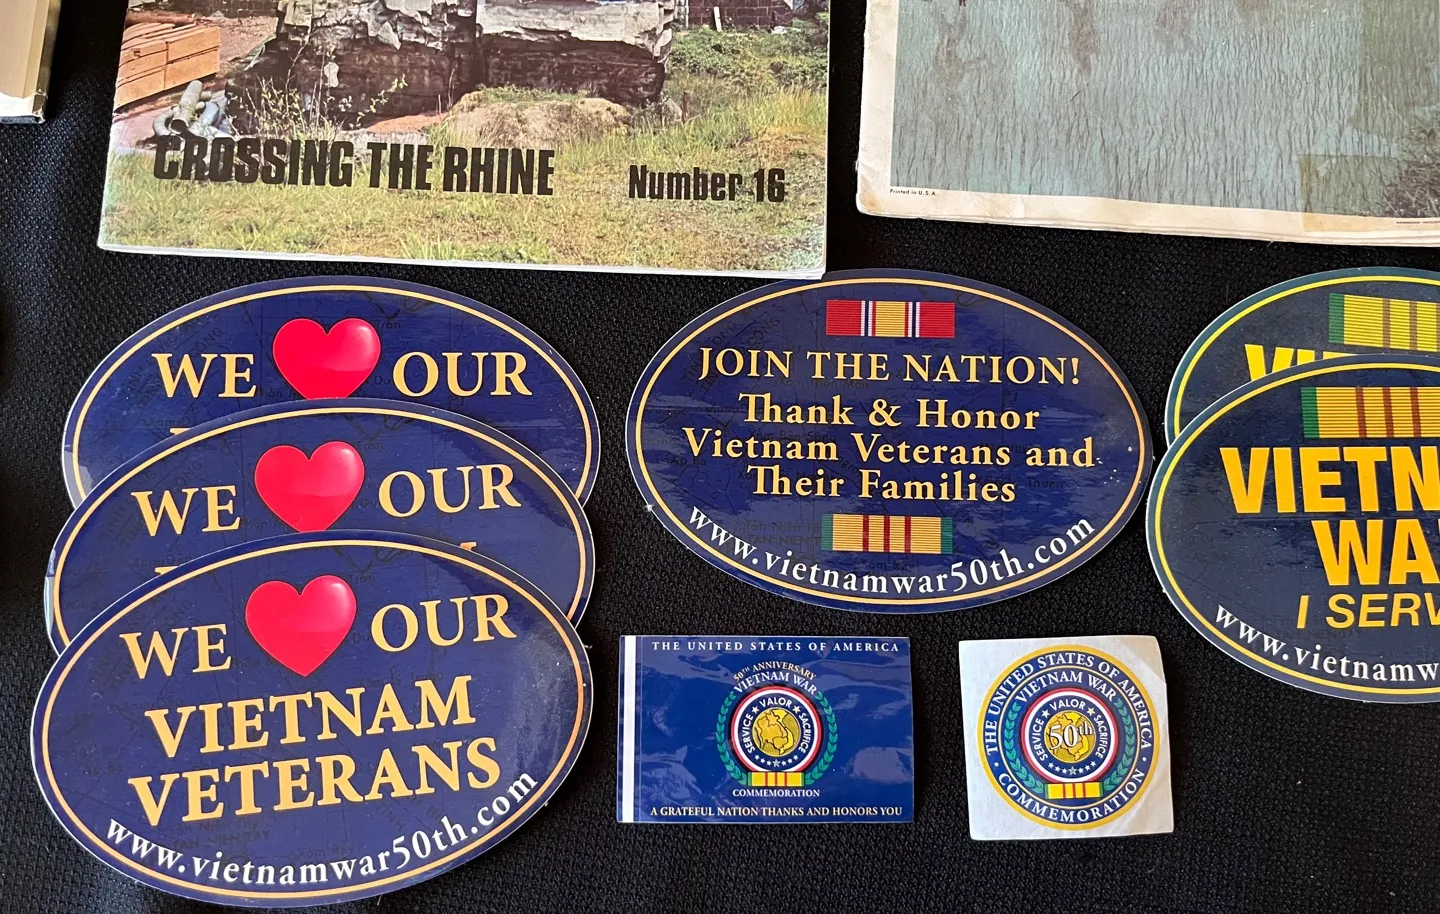 CROSSING THE RHINE
Number 16
Printed in U.S.A.
WE OUR
WE OUR
WE OUR
VIETNAM
VETERANS
www.vietnamwar50th.com
JOIN THE NATION!
Thank & Honor
Vietnam Veterans and
Their Families
www.vietnamwar50th.com
VIETN
WA
I SERV
www.vietnamw
THE UNITED STATES OF AMERICA
50TH ANNIVERSARY
VIETNAM WAR
SERVICE ★ VALOR ★ SACRIFICE
COMMEMORATION
A GRATEFUL NATION THANKS AND HONORS YOU
THE UNITED STATES OF AMERICA
VIETNAM WAR
SERVICE ★ VALOR ★ SACRIFICE
50th
COMMEMORATION